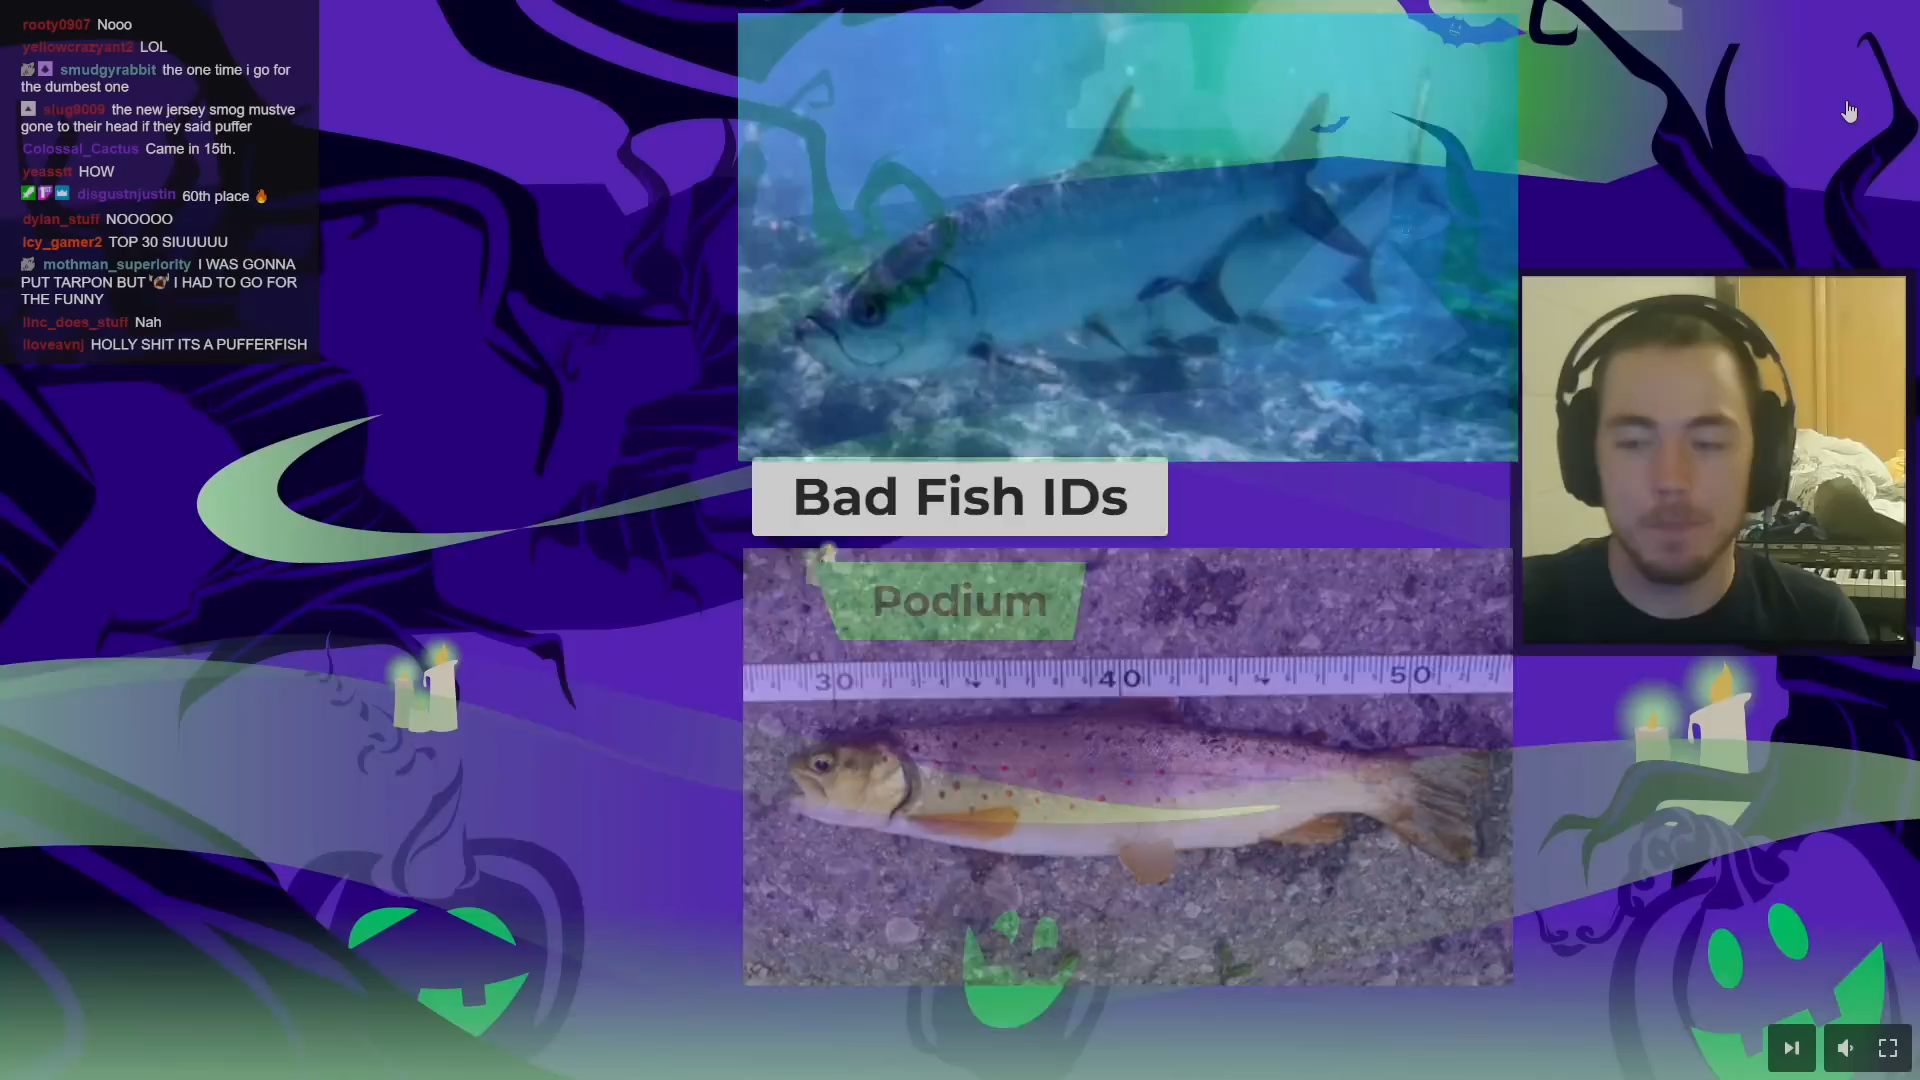 rooty0907 Nooo
yellowcrazyant2 LOL
smudgyrabbit the one time i go for
the dumbest one
slug9009 the new jersey smog mustve
gone to their head if they said puffer
Colossal_Cactus Came in 15th.
yeasstt HOW
disgustnjustin 60th place 🔥
dylan_stuff NOOOOO
Icy_gamer2 TOP 30 SIUUUUU
mothman_superiority I WAS GONNA
PUT TARPON BUT I HAD TO GO FOR
THE FUNNY
linc_does_stuff Nah
iloveavnj HOLLY SHIT ITS A PUFFERFISH
Bad Fish IDs
Podium
30 40 50